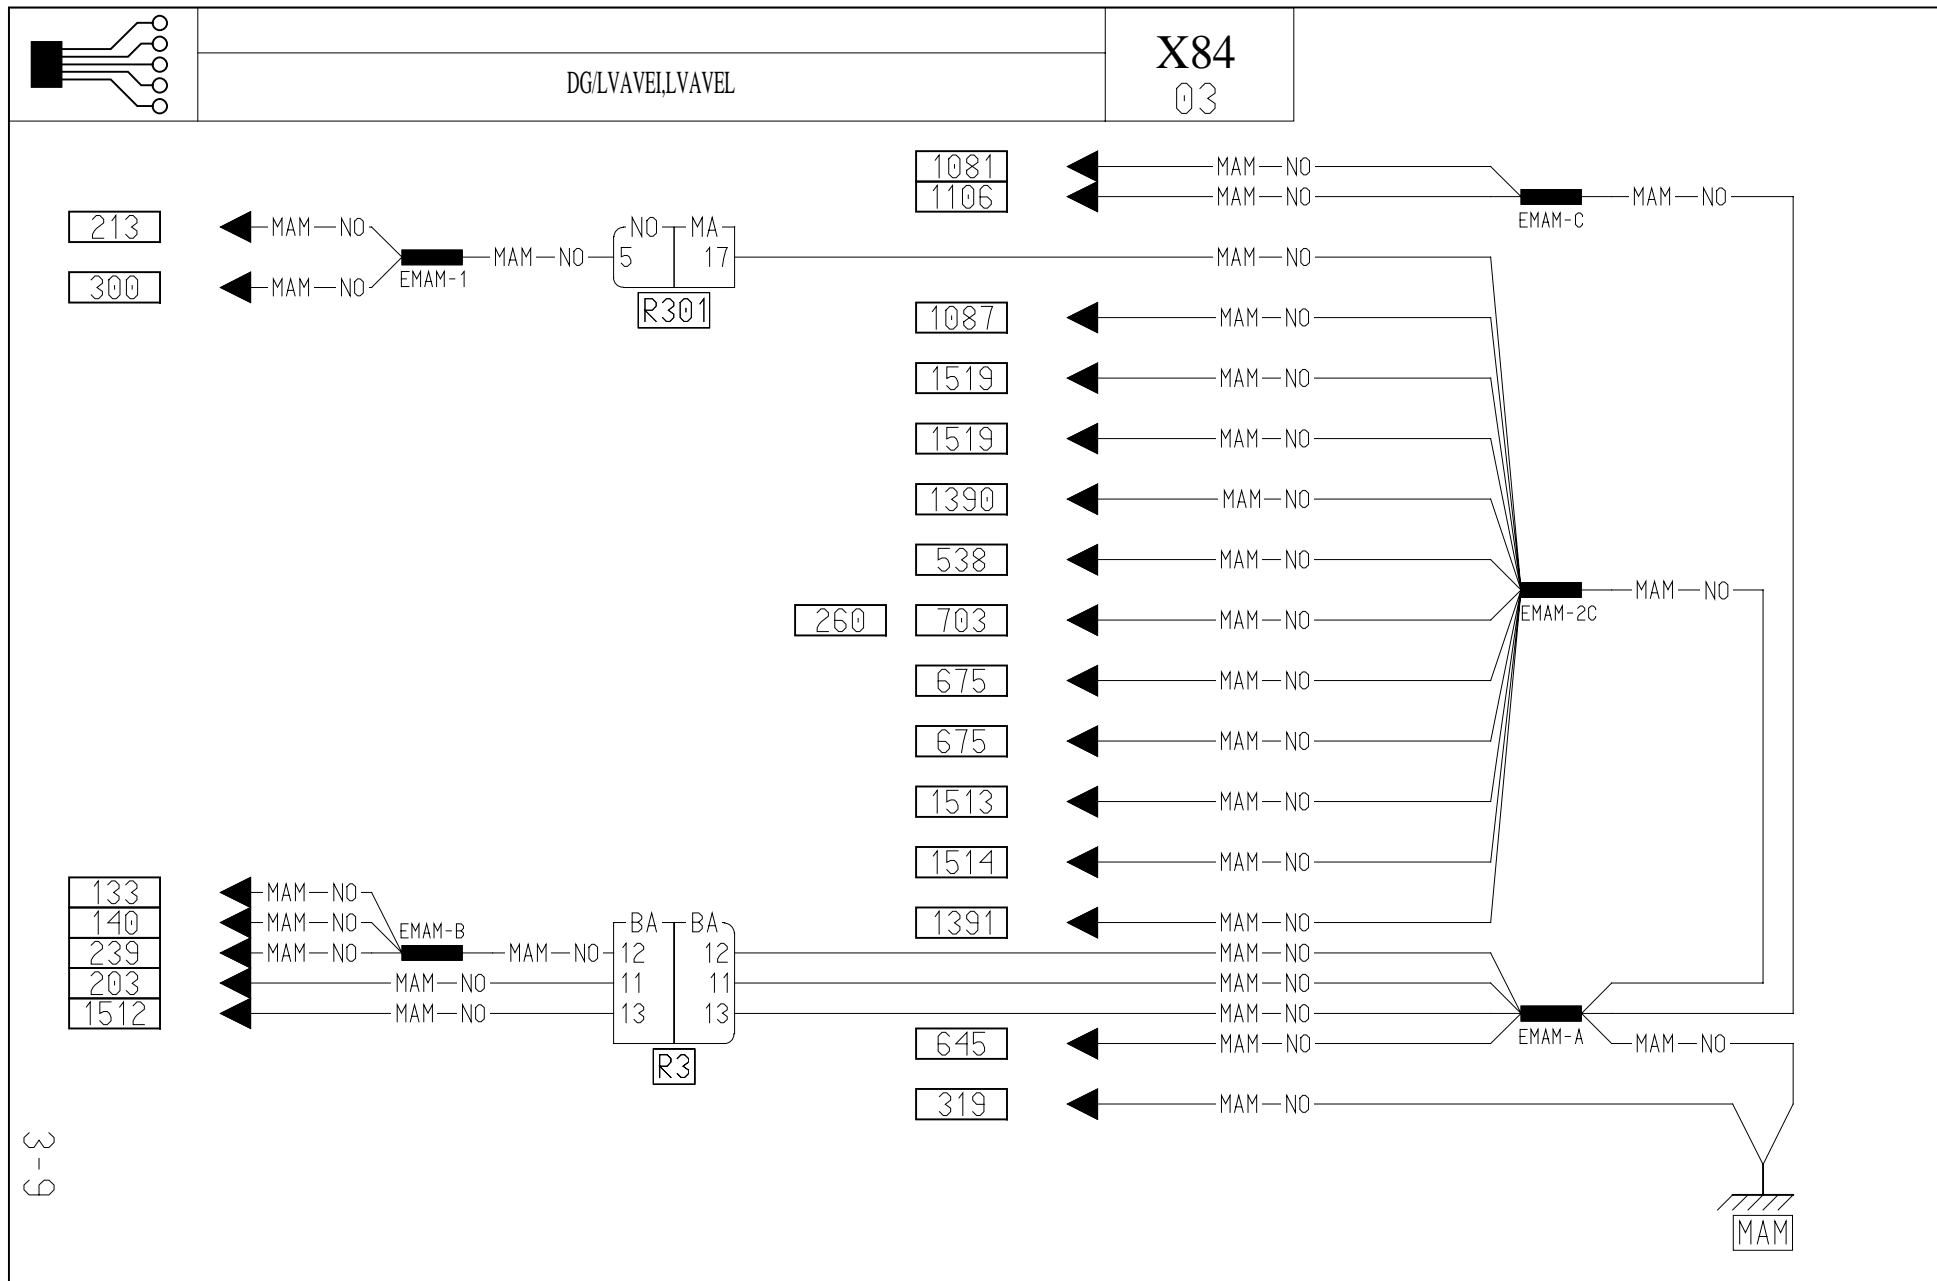 X84
DG/LVAVEI,LVAVEL
03
1081 MAM-NO
1106 MAM-NO EMAM-C MAM-NO
213 MAM-NO
EMAM-1 MAM-NO NO MA 5 17 MAM-NO
300 MAM-NO
R301
1087 MAM-NO
1519 MAM-NO
1519 MAM-NO
1390 MAM-NO
538 MAM-NO
EMAM-2C MAM-NO
260 703 MAM-NO
675 MAM-NO
675 MAM-NO
1513 MAM-NO
1514 MAM-NO
133 MAM-NO
140 MAM-NO BA BA 1391 MAM-NO
239 MAM-NO EMAM-B MAM-NO 12 12 MAM-NO
203 MAM-NO 11 11 MAM-NO
1512 MAM-NO 13 13 MAM-NO
EMAM-A
645 MAM-NO MAM-NO
R3
319 MAM-NO
3-9
MAM